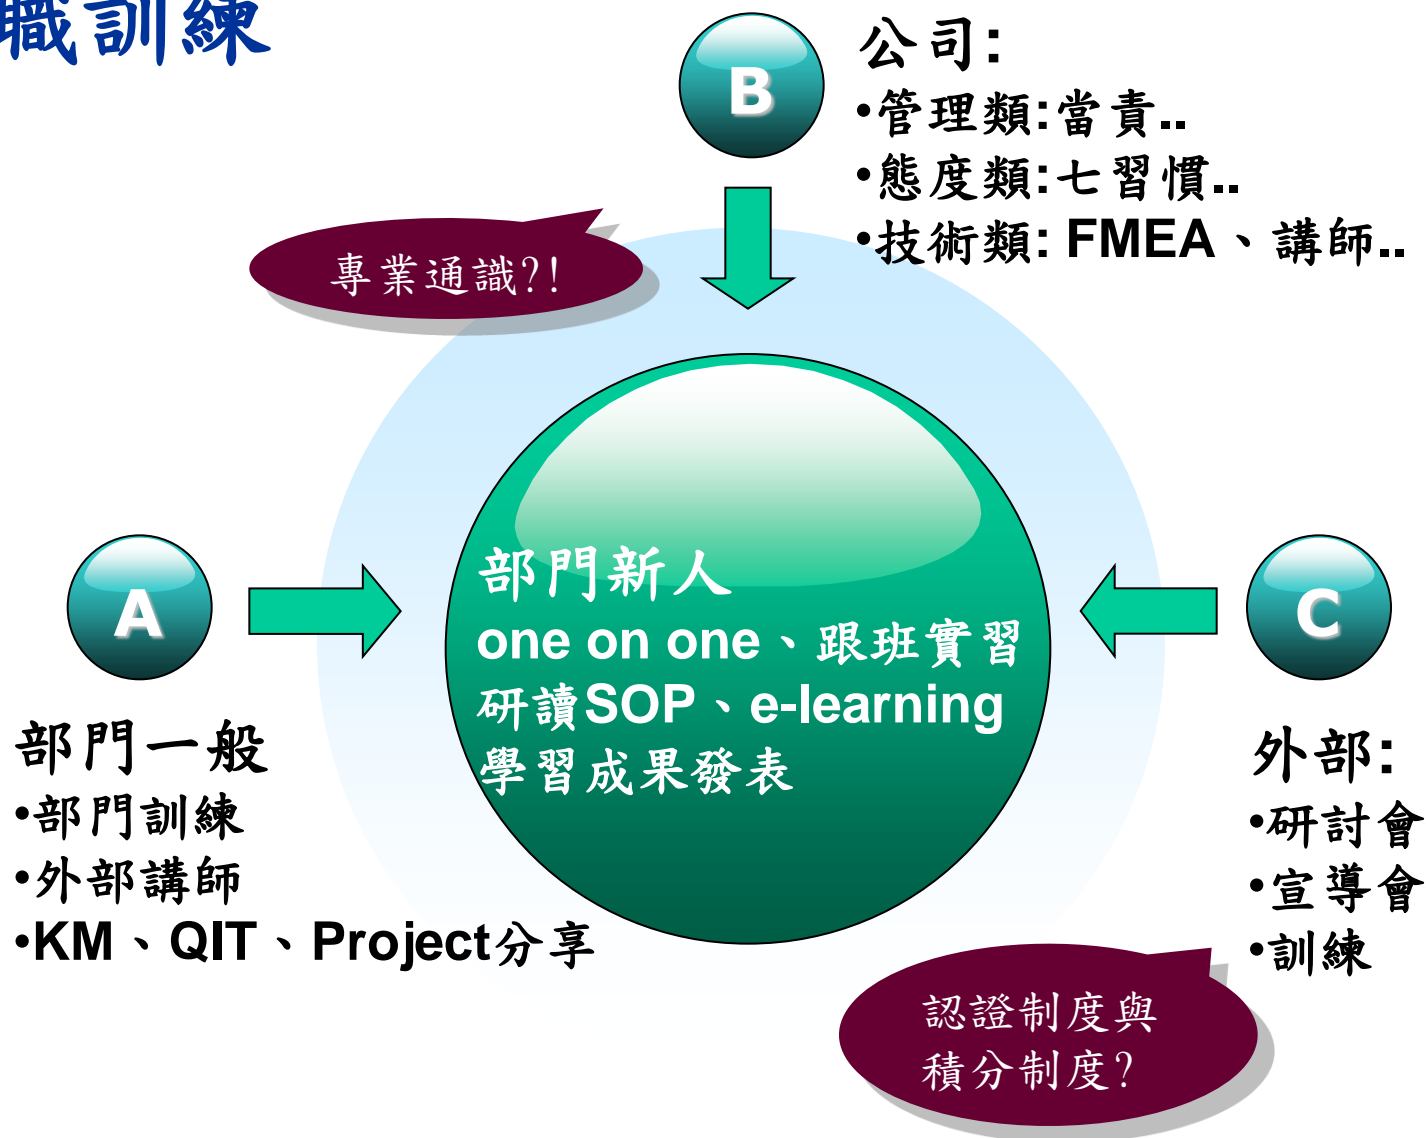 職訓練
B
公司:
•管理類:當責..
•態度類:七習慣..
•技術類: FMEA、講師..
專業通識?!
A
部門一般
•部門訓練
•外部講師
•KM、QIT、Project分享
部門新人
one on one、跟班實習
研讀SOP、e-learning
學習成果發表
C
外部:
•研討會
•宣導會
•訓練
認證制度與
積分制度?